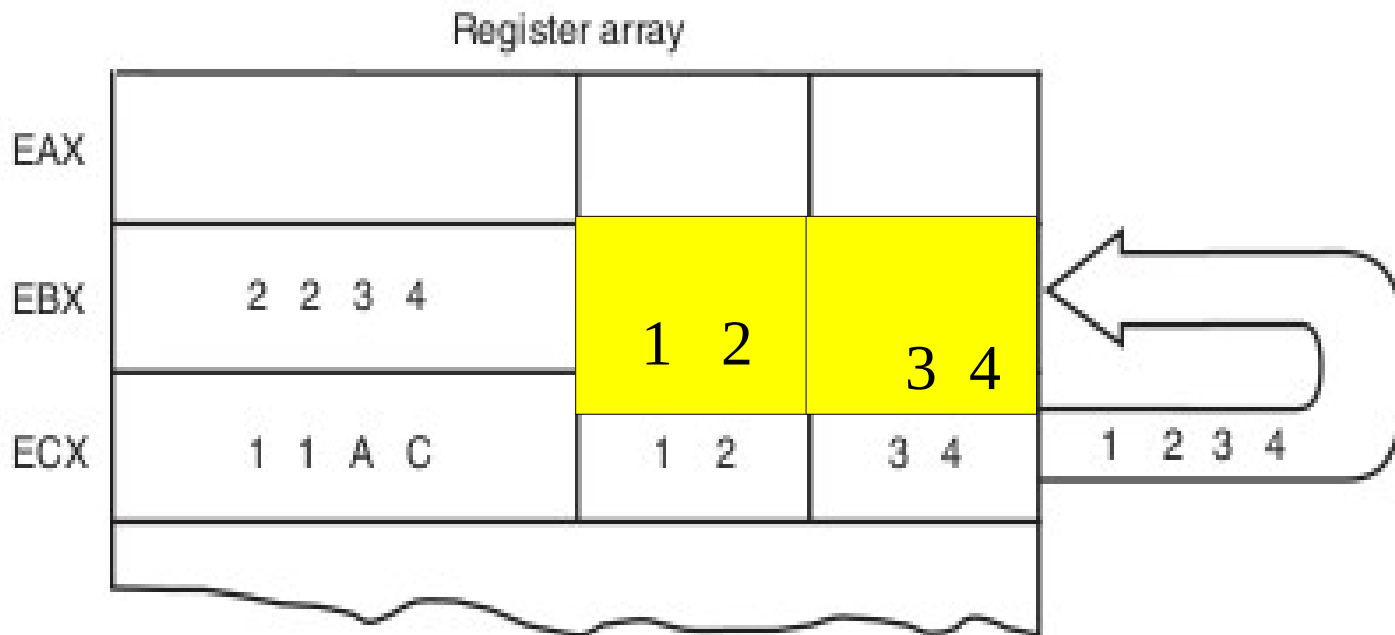 Register array
EAX
EBX 2 2 3 4 1 2 3 4
ECX 1 1 A C 1 2 3 4 1 2 3 4